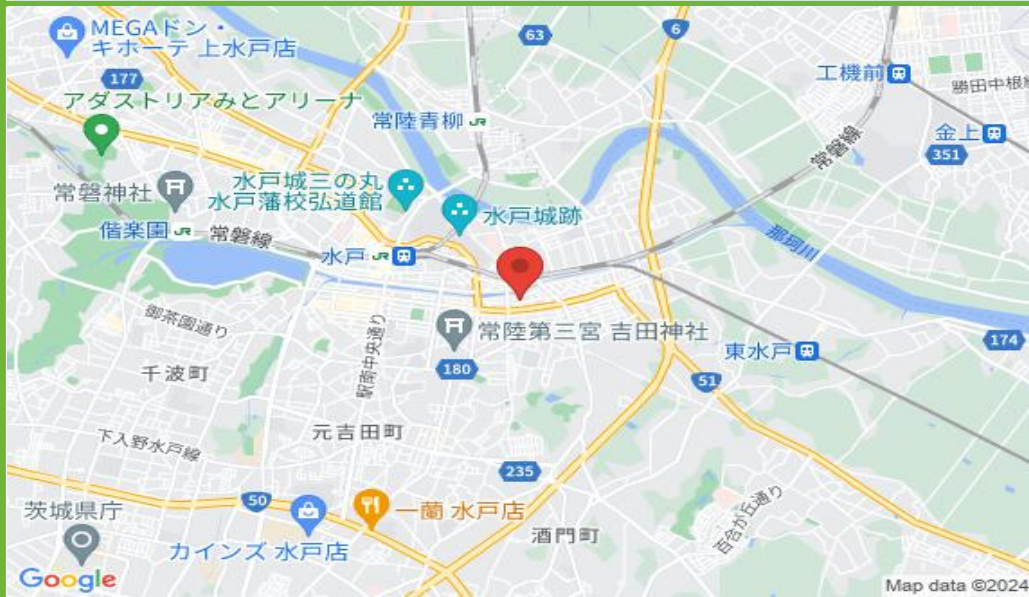 MEGAドン・
キホーテ 上水戸店
63
6
177
工機前
勝田中根線
アダストリアみとアリーナ
常陸青柳 JR
常磐線
金上
351
水戸城三の丸
水戸藩校弘道館
常磐神社
水戸城跡
偕楽園 JR
常磐線
水戸 JR
那珂川
御茶園通り
駅南中央通り
常陸第三宮 吉田神社
174
東水戸
180
千波町
51
元吉田町
下入野水戸線
235
50
茨城県庁
一蘭 水戸店
百合が丘通り
カインズ 水戸店
酒門町
Google
Map data ©2024